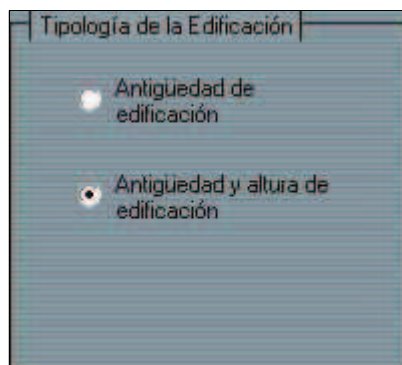 Tipología de la Edificación
Antigüedad de
edificación
Antigüedad y altura de
edificación